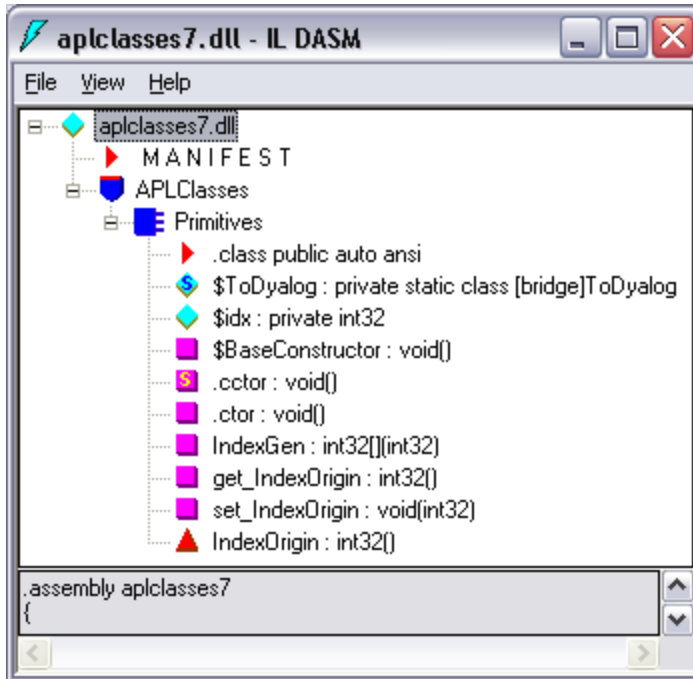 aplclasses7.dll - IL DASM
File View Help
aplclasses7.dll
M A N I F E S T
APLClasses
Primitives
.class public auto ansi
$ToDyalog : private static class [bridge]ToDyalog
$idx : private int32
$BaseConstructor : void()
.cctor : void()
.ctor : void()
IndexGen : int32[](int32)
get_IndexOrigin : int32()
set_IndexOrigin : void(int32)
IndexOrigin : int32()
.assembly aplclasses7
{